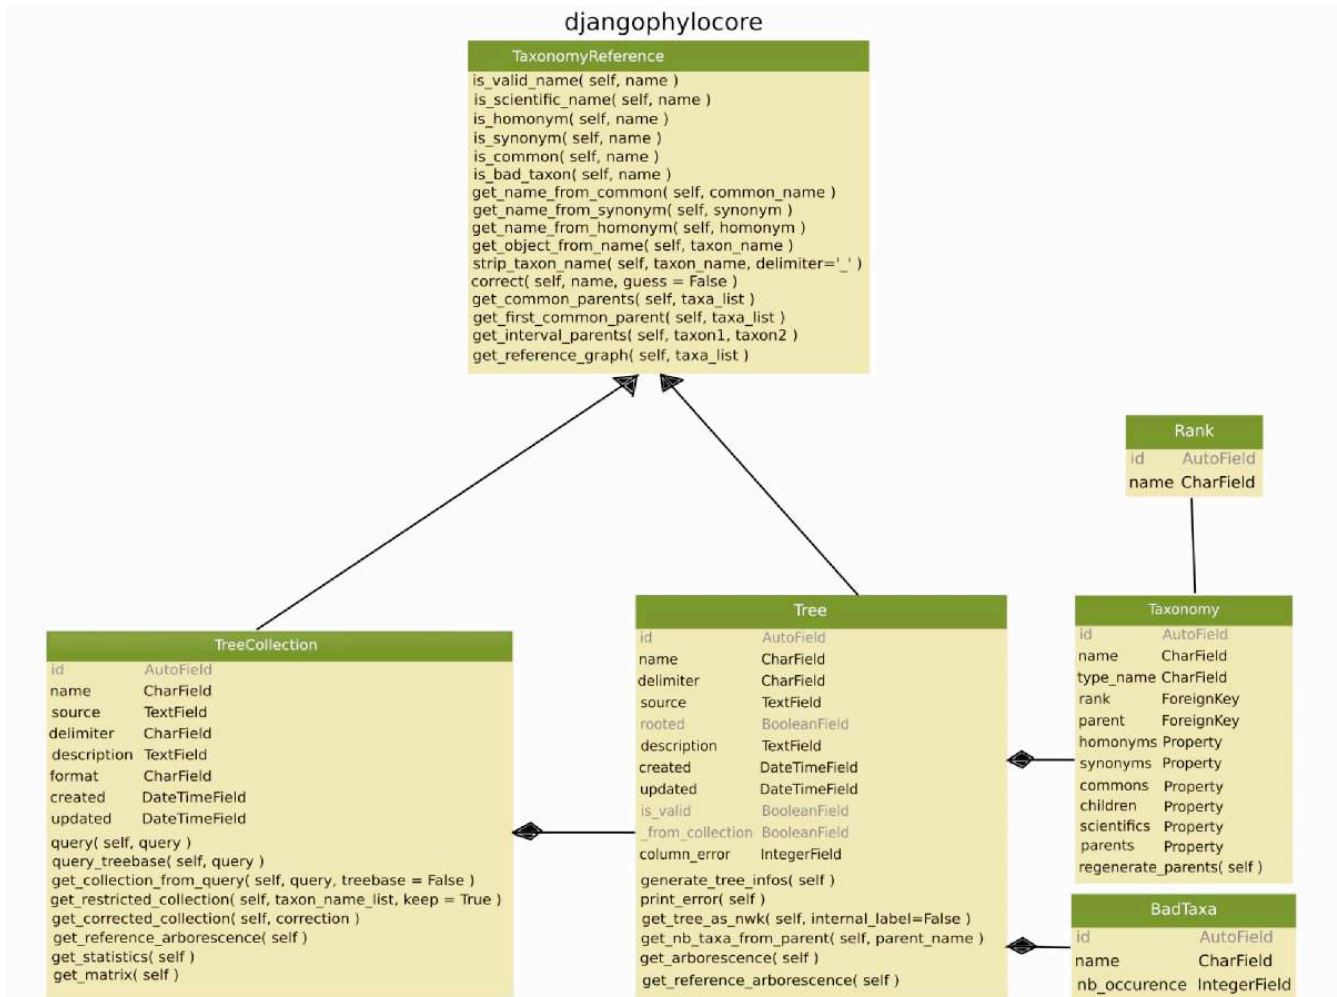 djangophylocore
TaxonomyReference
is_valid_name( self, name )
is_scientific_name( self, name )
is_homonym( self, name )
is_synonym( self, name )
is_common( self, name )
is_bad_taxon( self, name )
get_name_from_common( self, common_name )
get_name_from_synonym( self, synonym )
get_name_from_homonym( self, homonym )
get_object_from_name( self, taxon_name )
strip_taxon_name( self, taxon_name, delimiter='_' )
correct( self, name, guess = False )
get_common_parents( self, taxa_list )
get_first_common_parent( self, taxa_list )
get_interval_parents( self, taxon1, taxon2 )
get_reference_graph( self, taxa_list )
Rank
id AutoField
name CharField
TreeCollection
id AutoField
name CharField
source TextField
delimiter CharField
description TextField
format CharField
created DateTimeField
updated DateTimeField
query( self, query )
query_treebase( self, query )
get_collection_from_query( self, query, treebase = False )
get_restricted_collection( self, taxon_name_list, keep = True )
get_corrected_collection( self, correction )
get_reference_arborescence( self )
get_statistics( self )
get_matrix( self )
Tree
id AutoField
name CharField
delimiter CharField
source TextField
rooted BooleanField
description TextField
created DateTimeField
updated DateTimeField
is_valid BooleanField
_from_collection BooleanField
column_error IntegerField
generate_tree_infos( self )
print_error( self )
get_tree_as_nwk( self, internal_label=False )
get_nb_taxa_from_parent( self, parent_name )
get_arborescence( self )
get_reference_arborescence( self )
Taxonomy
id AutoField
name CharField
type_name CharField
rank ForeignKey
parent ForeignKey
homonyms Property
synonyms Property
commons Property
children Property
scientifics Property
parents Property
regenerate_parents( self )
BadTaxa
id AutoField
name CharField
nb_occurence IntegerField